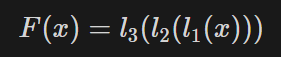 F(x) = l₃(l₂(l₁(x)))